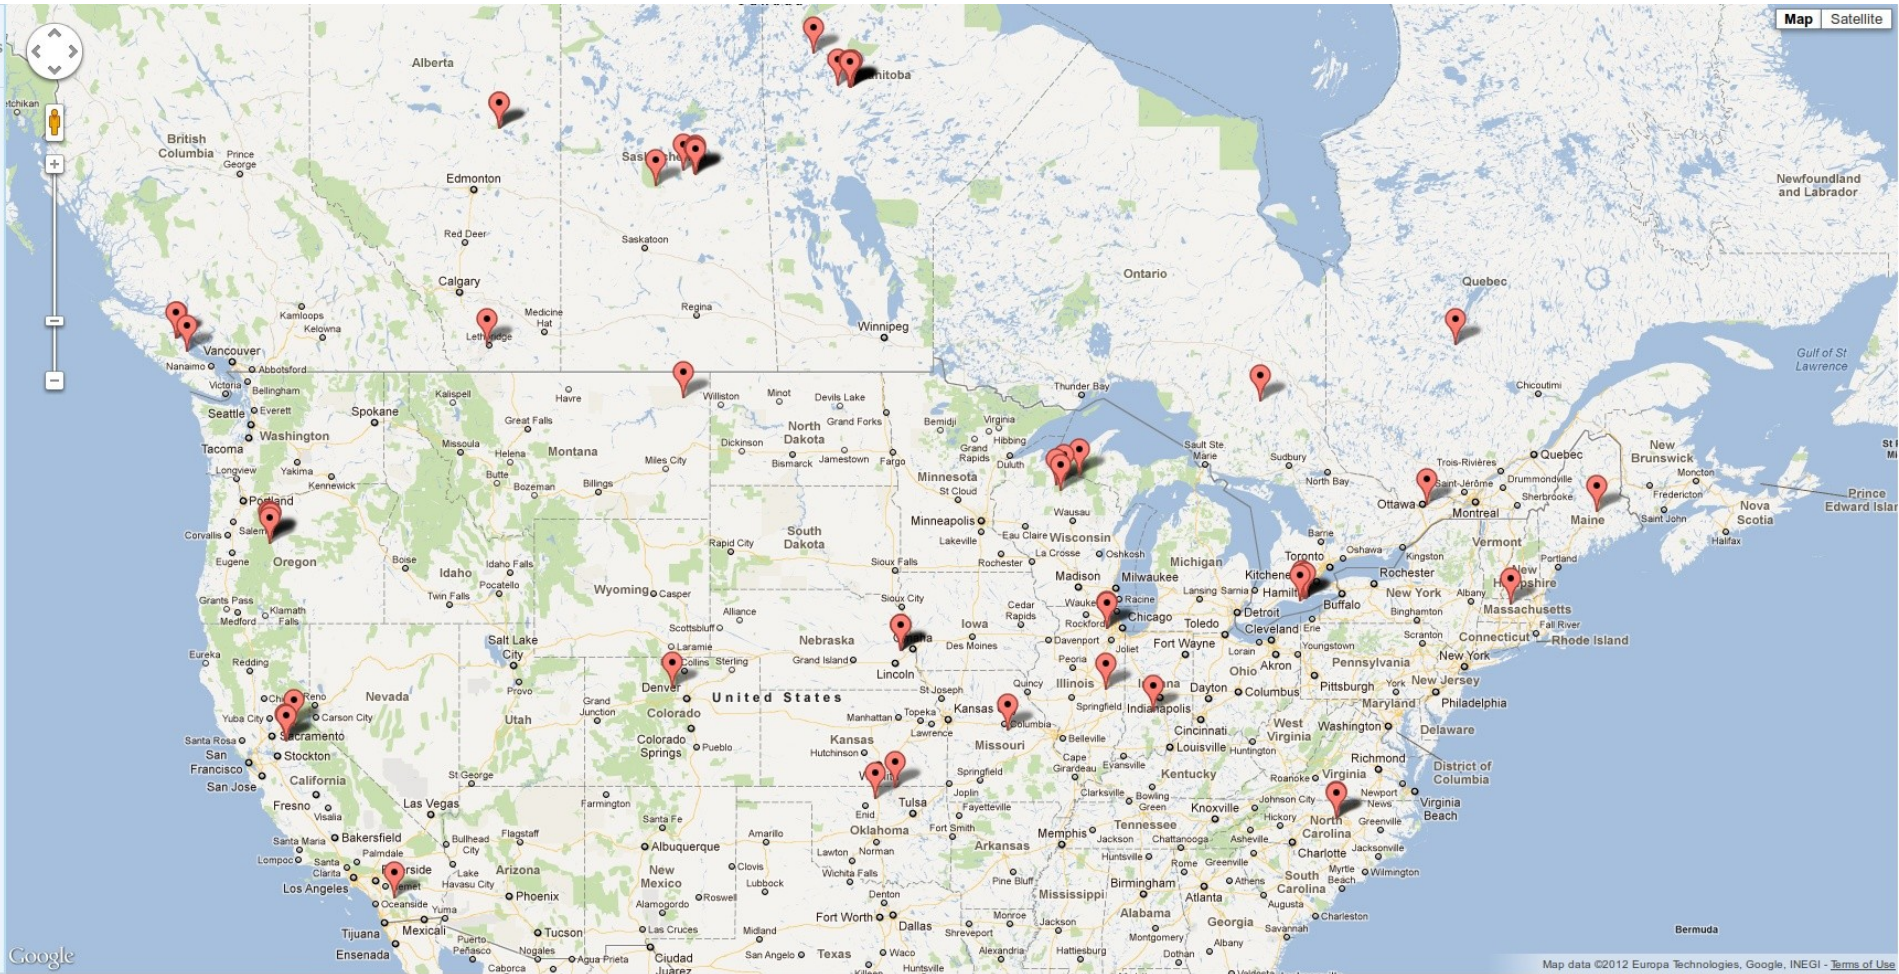 Map Satellite
Alberta
British
Columbia
Prince
George
Edmonton
Newfoundland
and Labrador
Red Deer
Saskatoon
Calgary
Ontario
Quebec
Kamloops
Kelowna
Medicine
Hat
Regina
Winnipeg
Vancouver
Nanaimo
Abbotsford
Victoria
Bellingham
Gulf of St
Lawrence
Chicoutimi
Thunder Bay
Seattle
Everett
Spokane
Kalispell
Havre
Great Falls
Williston
Minot
Devils Lake
Grand Forks
Bemidji
Virginia
Hibbing
Grand
Rapids
Duluth
Tacoma
Washington
Longview
Yakima
Kennewick
Missoula
Helena
Butte
Bozeman
Montana
Billings
Miles City
Dickinson
North
Dakota
Bismarck
Jamestown
Fargo
Minnesota
St Cloud
Sault Ste.
Marie
Sudbury
North Bay
Quebec
Trois-Rivières
Saint-Jérôme
Drummondville
Sherbrooke
Ottawa
Montreal
New
Brunswick
Moncton
Fredericton
Saint John
Maine
Nova
Scotia
Halifax
Prince
Portland
Salem
Corvallis
Eugene
Oregon
Boise
Idaho
Idaho Falls
Pocatello
Twin Falls
Wyoming
Casper
Rapid City
South
Dakota
Sioux Falls
Minneapolis
Lakeville
Eau Claire
Rochester
Wausau
Wisconsin
La Crosse
Oshkosh
Madison
Milwaukee
Racine
Michigan
Lansing
Sarnia
Barrie
Toronto
Oshawa
Kingston
Rochester
Buffalo
Vermont
Portland
New York
Albany
Binghamton
Massachusetts
Fall River
Connecticut
Rhode Island
Grants Pass
Medford
Klamath
Falls
Eureka
Redding
Reno
Carson City
Yuba City
Sacramento
Santa Rosa
Stockton
San
Francisco
San Jose
California
Fresno
Visalia
Nevada
Salt Lake
City
Provo
Utah
St George
Las Vegas
Scottsbluff
Alliance
Laramie
Sterling
Denver
Colorado
Grand
Junction
Colorado
Springs
Pueblo
United States
Sioux City
Nebraska
Grand Island
Lincoln
Iowa
Des Moines
Cedar
Rapids
Davenport
Rockford
Chicago
Joliet
Peoria
Illinois
Springfield
Quincy
St Joseph
Kansas
Topeka
Manhattan
Lawrence
Kansas
Hutchinson
Columbia
Missouri
Belleville
Indianapolis
Fort Wayne
Toledo
Detroit
Cleveland
Erie
Akron
Youngstown
Ohio
Dayton
Columbus
Cincinnati
Louisville
Evansville
Huntington
West
Virginia
Pittsburgh
Pennsylvania
Scranton
New York
York
New Jersey
Philadelphia
Maryland
Washington
Delaware
District of
Columbia
Richmond
Virginia
Roanoke
Newport
News
Virginia
Beach
Cape
Girardeau
Kentucky
Springfield
Joplin
Fayetteville
Tulsa
Enid
Oklahoma
Norman
Lawton
Wichita Falls
Fort Smith
Arkansas
Pine Bluff
Memphis
Clarksville
Bowling
Green
Tennessee
Jackson
Chattanooga
Huntsville
Knoxville
Johnson City
Hickory
Asheville
North
Carolina
Charlotte
Greenville
Jacksonville
Wilmington
Myrtle
Beach
South
Carolina
Greenville
Rome
Athens
Atlanta
Augusta
Charleston
Georgia
Savannah
Albany
Dothan
Birmingham
Alabama
Montgomery
Mississippi
Jackson
Hattiesburg
Monroe
Shreveport
Alexandria
Bakersfield
Santa Maria
Lompoc
Santa
Clarita
Palmdale
Los Angeles
Oceanside
Tijuana
Mexicali
Ensenada
Bullhead
City
Lake
Havasu City
Flagstaff
Arizona
Phoenix
Yuma
Tucson
Nogales
Puerto
Peñasco
Caborca
Agua Prieta
Farmington
Santa Fe
Albuquerque
New
Mexico
Clovis
Roswell
Alamogordo
Las Cruces
Ciudad
Juarez
Amarillo
Lubbock
Midland
San Angelo
Texas
Denton
Fort Worth
Dallas
Waco
Killeen
Huntsville
Bermuda
Google
Map data ©2012 Europa Technologies, Google, INEGI - Terms of Use